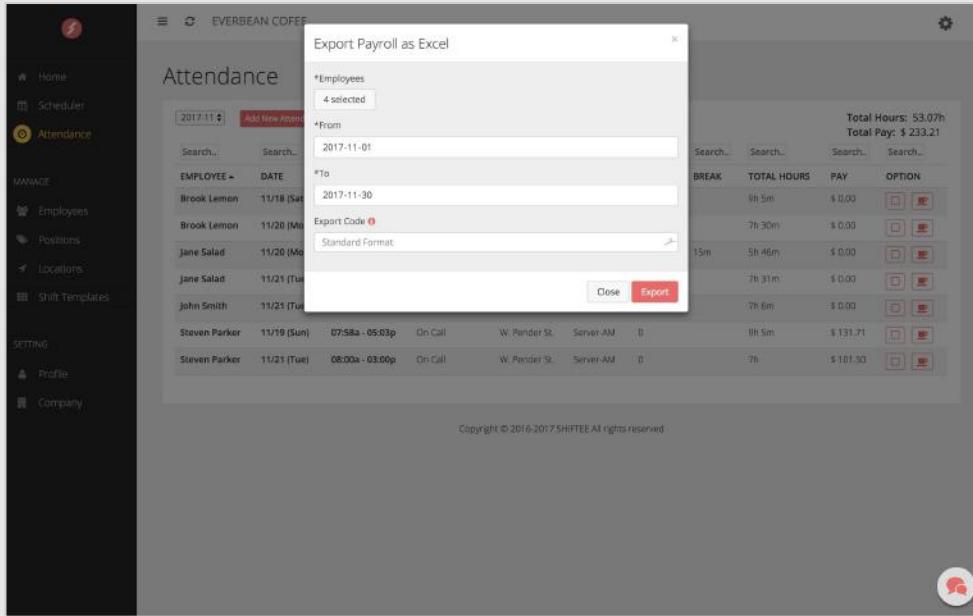 EVERBEAN COFEE
Export Payroll as Excel
×
*Employees
4 selected
*From
2017-11-01
*To
2017-11-30
Export Code
Standard Format
Close Export
Home
Scheduler
Attendance
MANAGE
Employees
Positions
Locations
Shift Templates
SETTING
Profile
Company
Attendance
2017-11 Add New Attend
Total Hours: 53.07h
Total Pay: $ 233.21
Search.. Search.. Search.. Search.. Search.. Search..
EMPLOYEE DATE BREAK TOTAL HOURS PAY OPTION
Brook Lemon 11/18 (Sat 9h 5m $ 0.00
Brook Lemon 11/20 (Mo 7h 30m $ 0.00
Jane Salad 11/20 (Mo 15m 5h 46m $ 0.00
Jane Salad 11/21 (Tue 7h 31m $ 0.00
John Smith 11/21 (Tue 7h 6m $ 0.00
Steven Parker 11/19 (Sun) 07:58a - 05:03p On Call W. Pender St. Server-AM 0 9h 5m $ 131.71
Steven Parker 11/21 (Tue) 08:00a - 03:00p On Call W. Pender St. Server-AM 0 7h $ 101.50
Copyright © 2016-2017 SHIFTEE All rights reserved